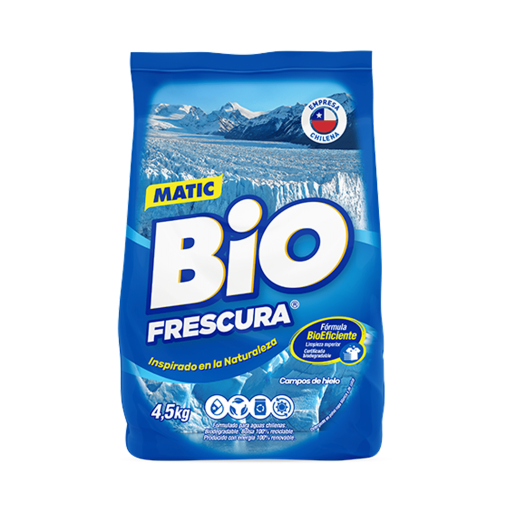 EMPRESA
CHILENA
MATIC
BiO
FRESCURA®
Inspirado en la Naturaleza
Fórmula
BioEficiente
Limpieza superior
Certificado
biodegradable
Campos de hielo
4,5kg
Formulado para aguas chilenas.
Biodegradable. Bolsa 100% reciclable
Producido con energía 100% renovable